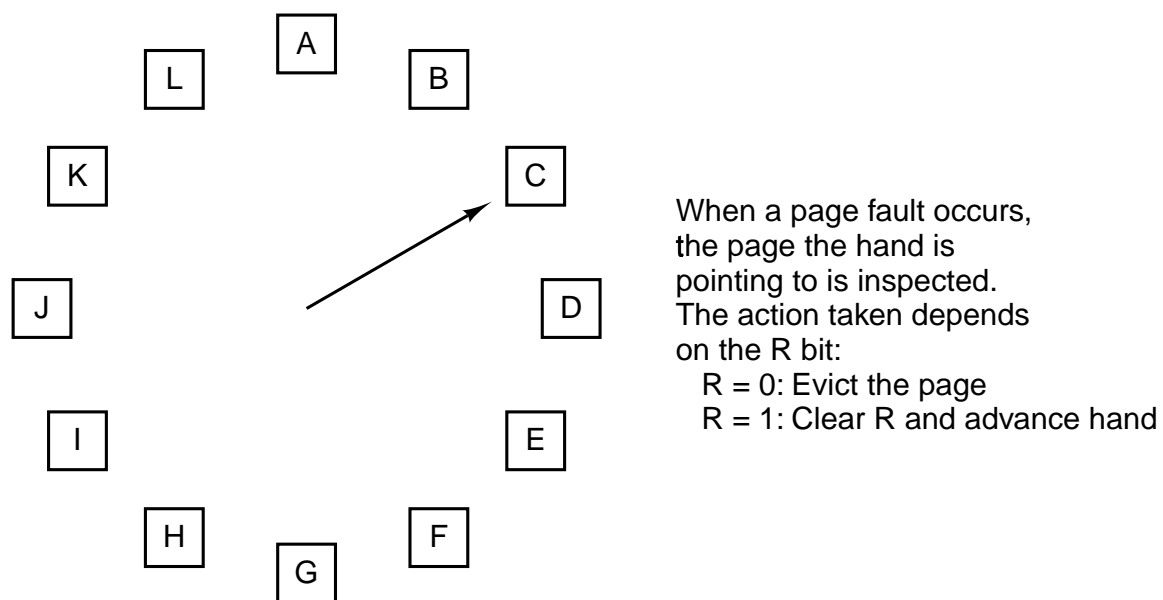 A
L
B
K
C
When a page fault occurs,
the page the hand is
pointing to is inspected.
The action taken depends
on the R bit:
R = 0: Evict the page
R = 1: Clear R and advance hand
J
D
I
E
H
F
G